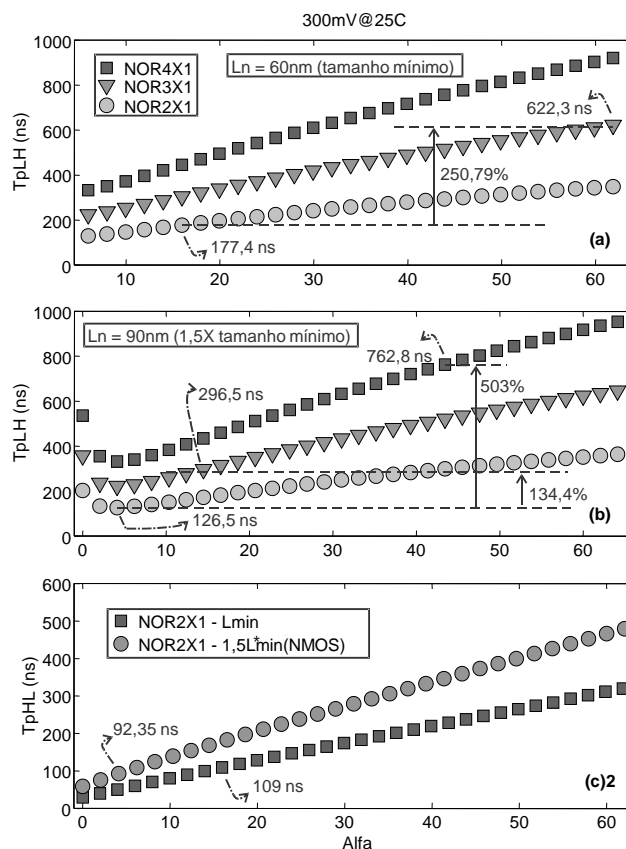 300mV@25C
1000
800
600
400
200
0
TpLH (ns)
NOR4X1
NOR3X1
NOR2X1
Ln = 60nm (tamanho mínimo)
622,3 ns
250,79%
177,4 ns
(a)
10 20 30 40 50 60
1000
800
600
400
200
0
TpLH (ns)
Ln = 90nm (1,5X tamanho mínimo)
762,8 ns
503%
296,5 ns
134,4%
126,5 ns
(b)
0 10 20 30 40 50 60
600
500
400
300
200
100
0
TpHL (ns)
NOR2X1 - Lmin
NOR2X1 - 1,5L*min(NMOS)
92,35 ns
109 ns
(c)2
0 10 20 30 40 50 60
Alfa